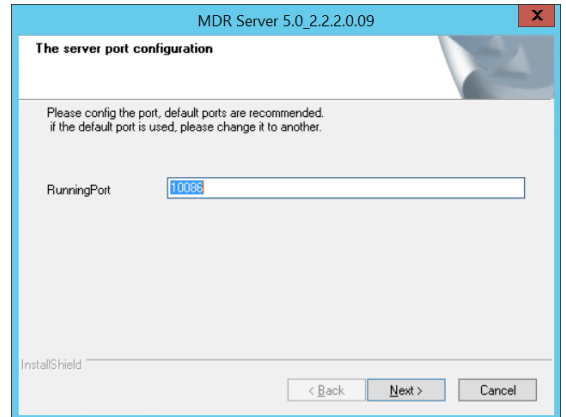 MDR Server 5.0_2.2.2.0.09
X
The server port configuration
Please config the port, default ports are recommended.
if the default port is used, please change it to another.
RunningPort 10086
InstallShield
< Back Next > Cancel